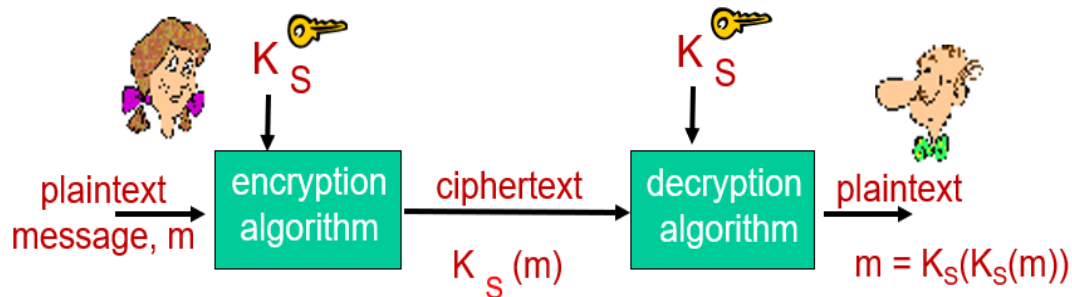 K S
K S
plaintext
message, m
encryption
algorithm
ciphertext
K S (m)
decryption
algorithm
plaintext
m = KS(KS(m))